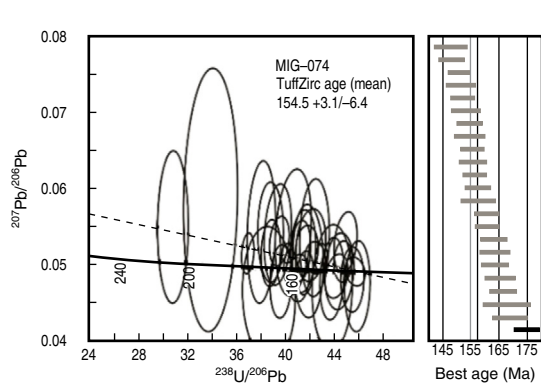 0.08
0.07
0.06
0.05
0.04
²⁰⁷Pb/²⁰⁶Pb
MIG–074
TuffZirc age (mean)
154.5 +3.1/–6.4
240
200
160
24 28 32 36 40 44 48
²³⁸U/²⁰⁶Pb
145 155 165 175
Best age (Ma)